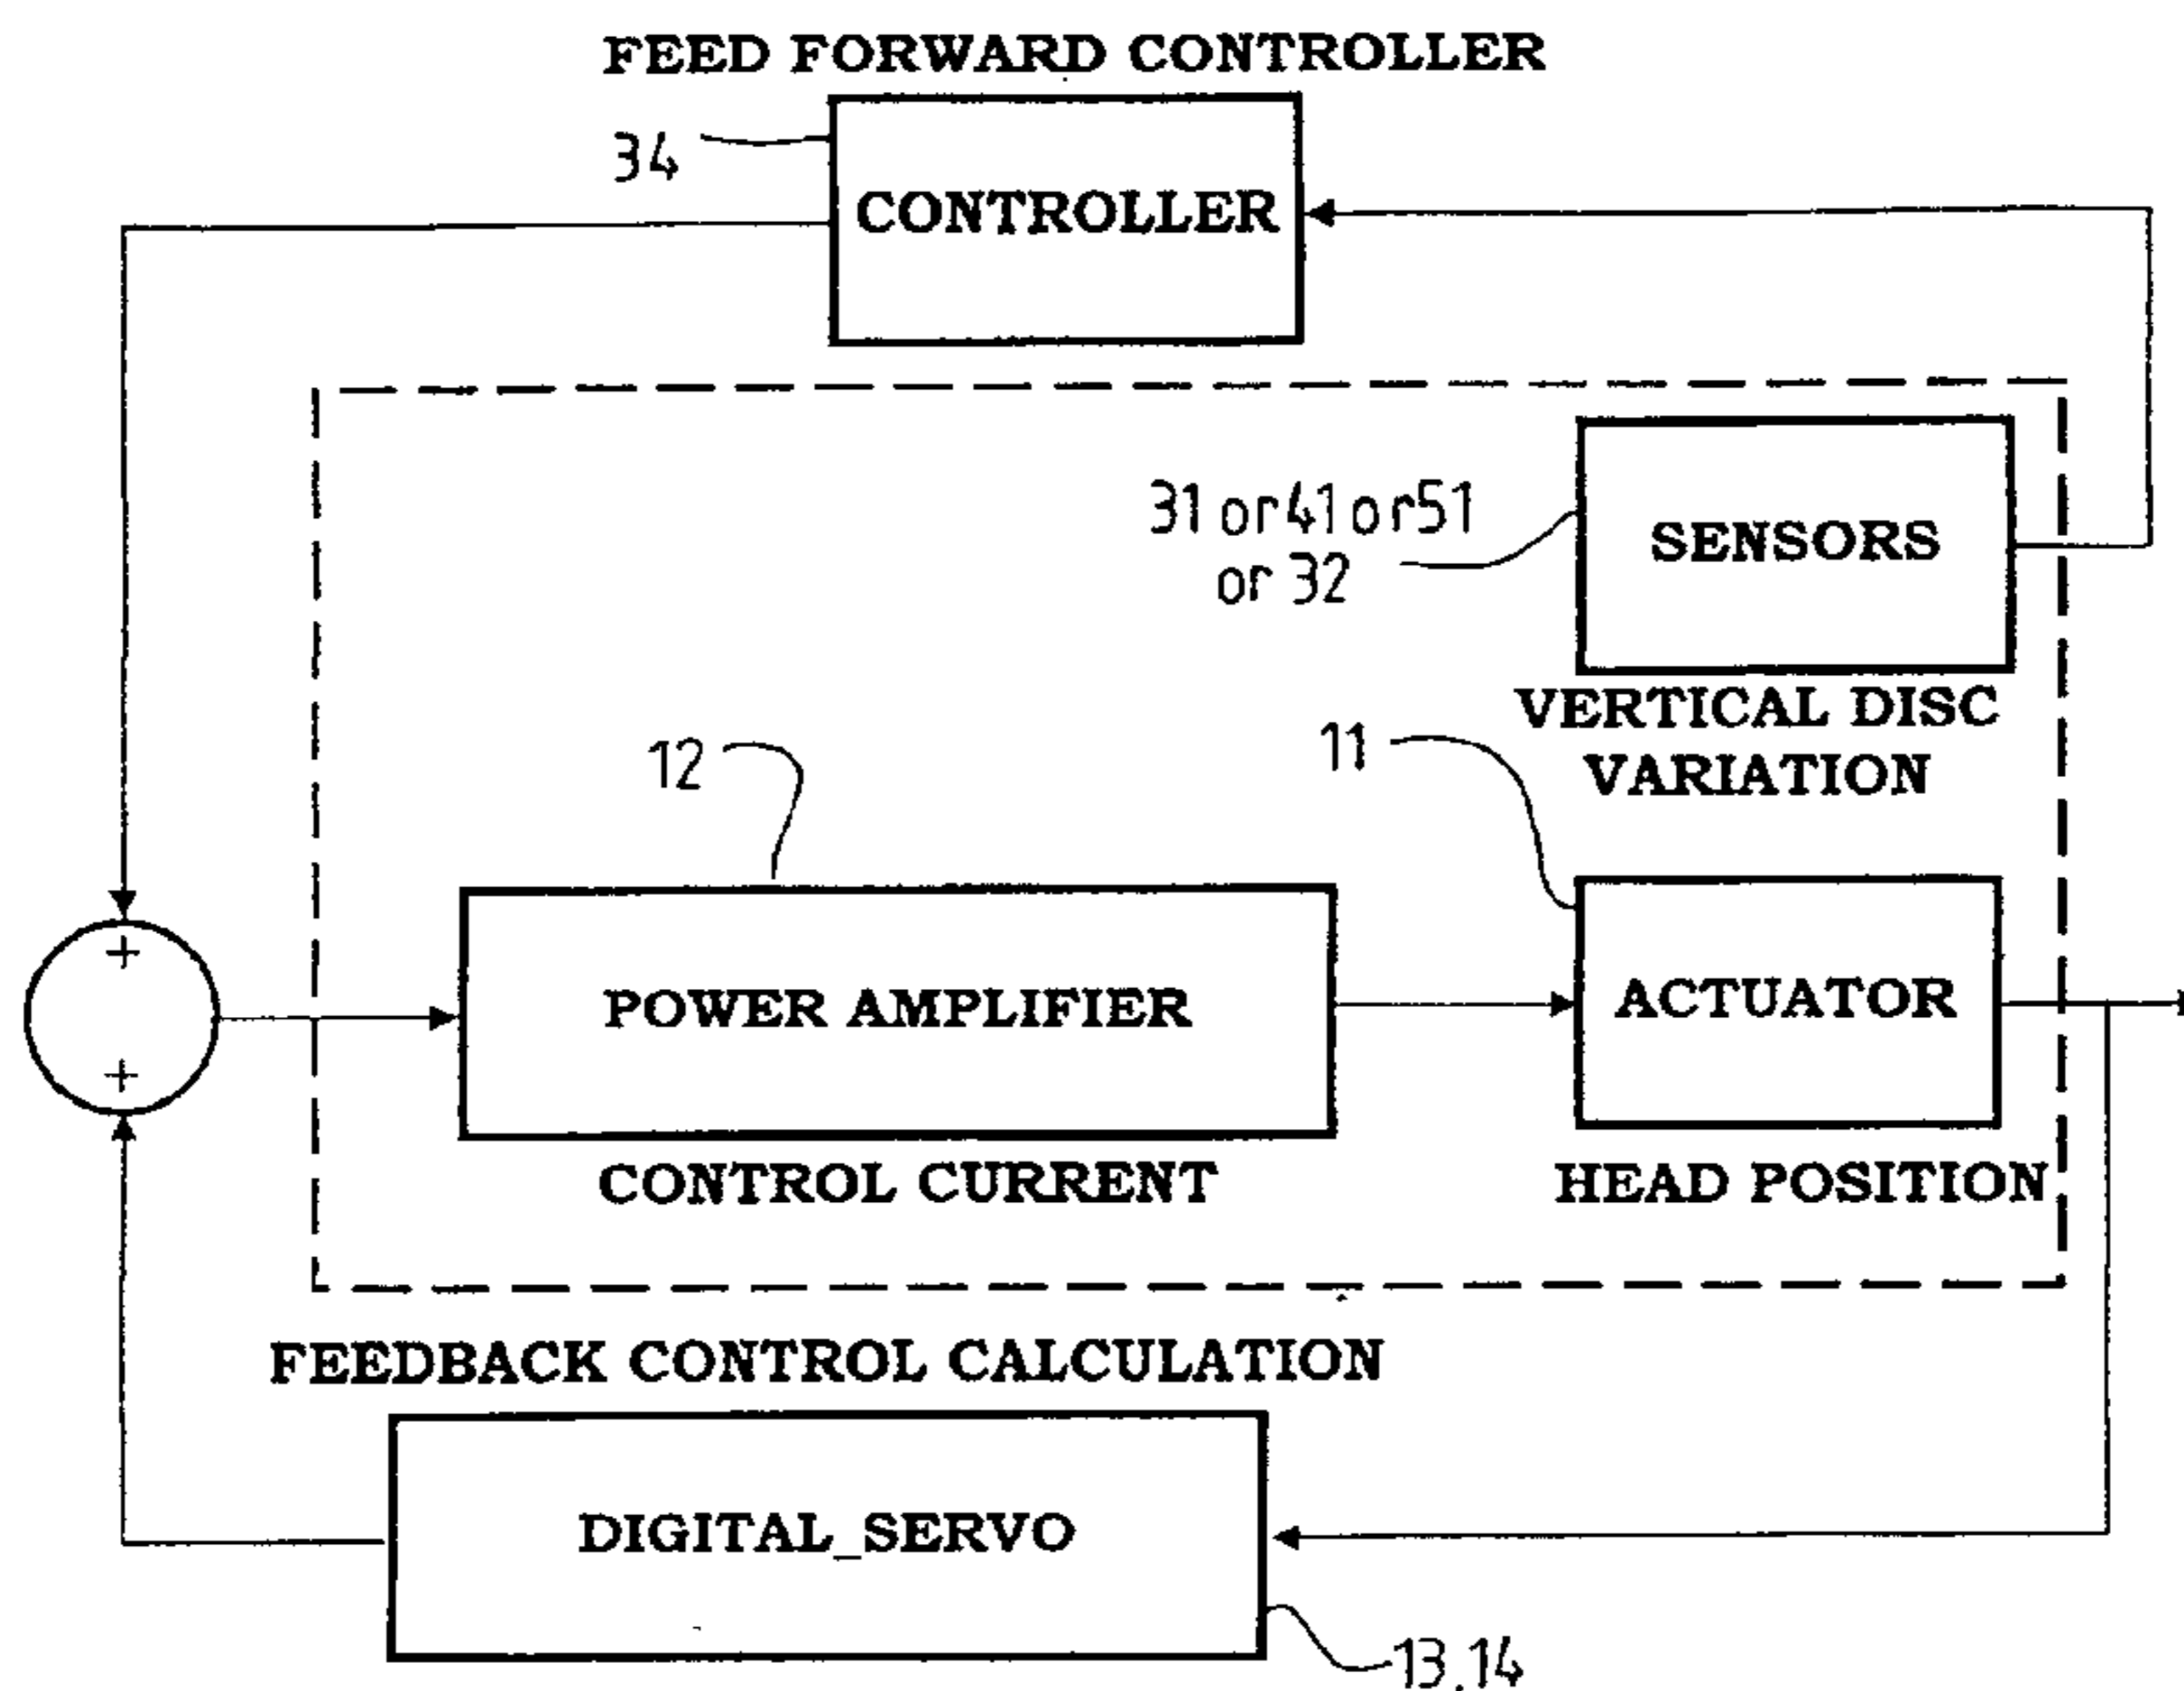 FEED FORWARD CONTROLLER
34
CONTROLLER
31 or 41 or 51
or 32
SENSORS
VERTICAL DISC
VARIATION
12
11
+
+
POWER AMPLIFIER
ACTUATOR
CONTROL CURRENT
HEAD POSITION
FEEDBACK CONTROL CALCULATION
DIGITAL_SERVO
13,14